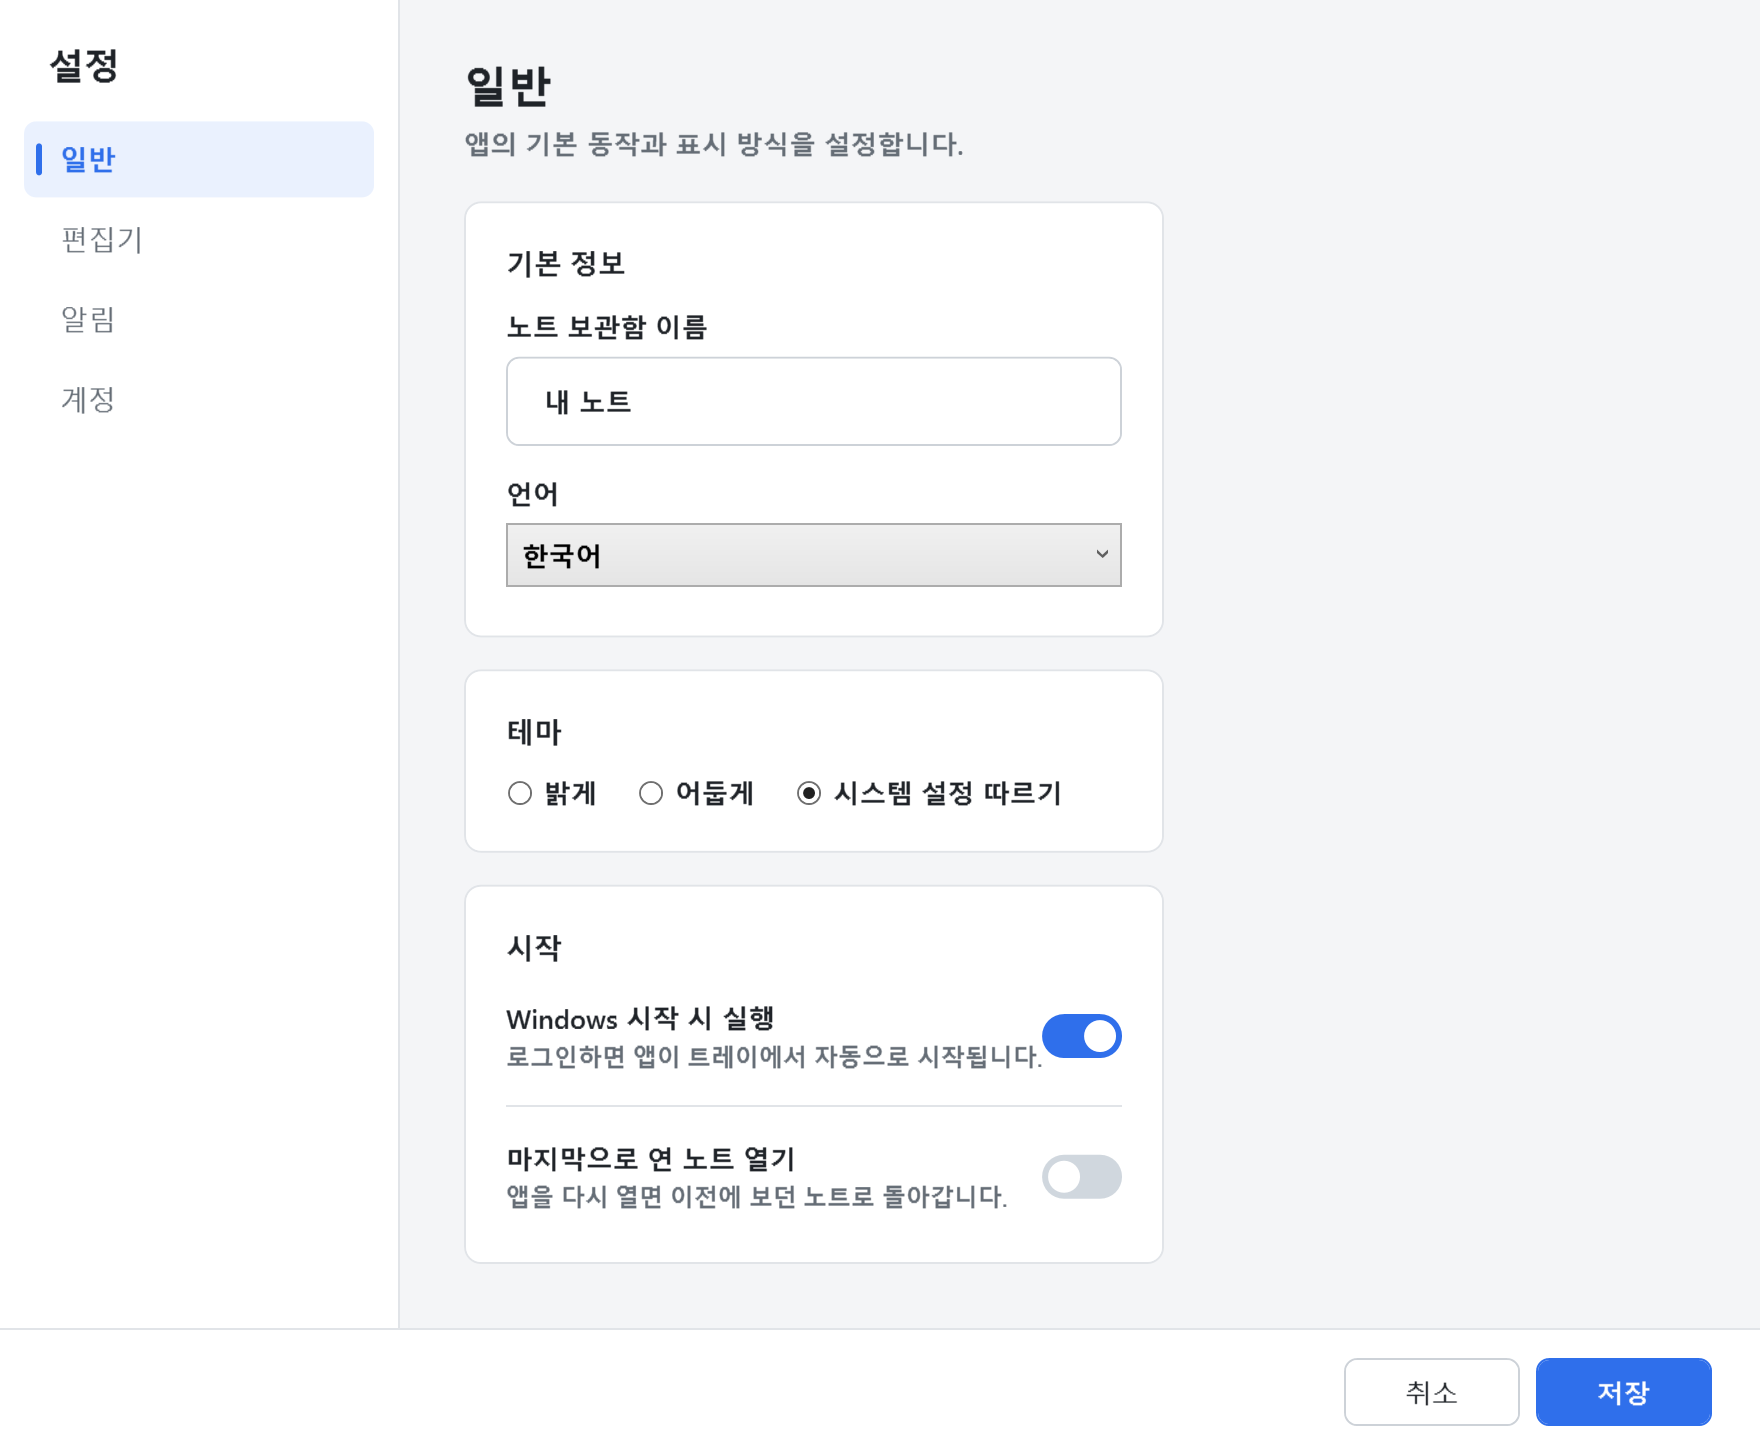 설정
일반
편집기
알림
계정
일반
앱의 기본 동작과 표시 방식을 설정합니다.
기본 정보
노트 보관함 이름
내 노트
언어
한국어
테마
밝게 어둡게 시스템 설정 따르기
시작
Windows 시작 시 실행
로그인하면 앱이 트레이에서 자동으로 시작됩니다.
마지막으로 연 노트 열기
앱을 다시 열면 이전에 보던 노트로 돌아갑니다.
취소 저장